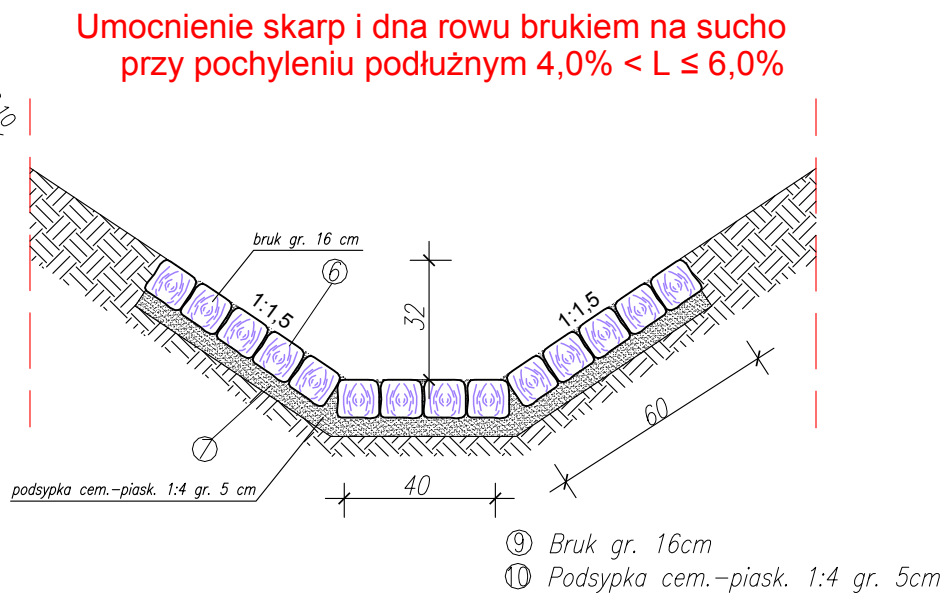 Umocnienie skarp i dna rowu brukiem na sucho
przy pochyleniu podłużnym 4,0% < L ≤ 6,0%
bruk gr. 16 cm
6
1:1,5
32
1:1,5
60
7
podsypka cem.-piask. 1:4 gr. 5 cm
40
9 Bruk gr. 16cm
10 Podsypka cem.-piask. 1:4 gr. 5cm